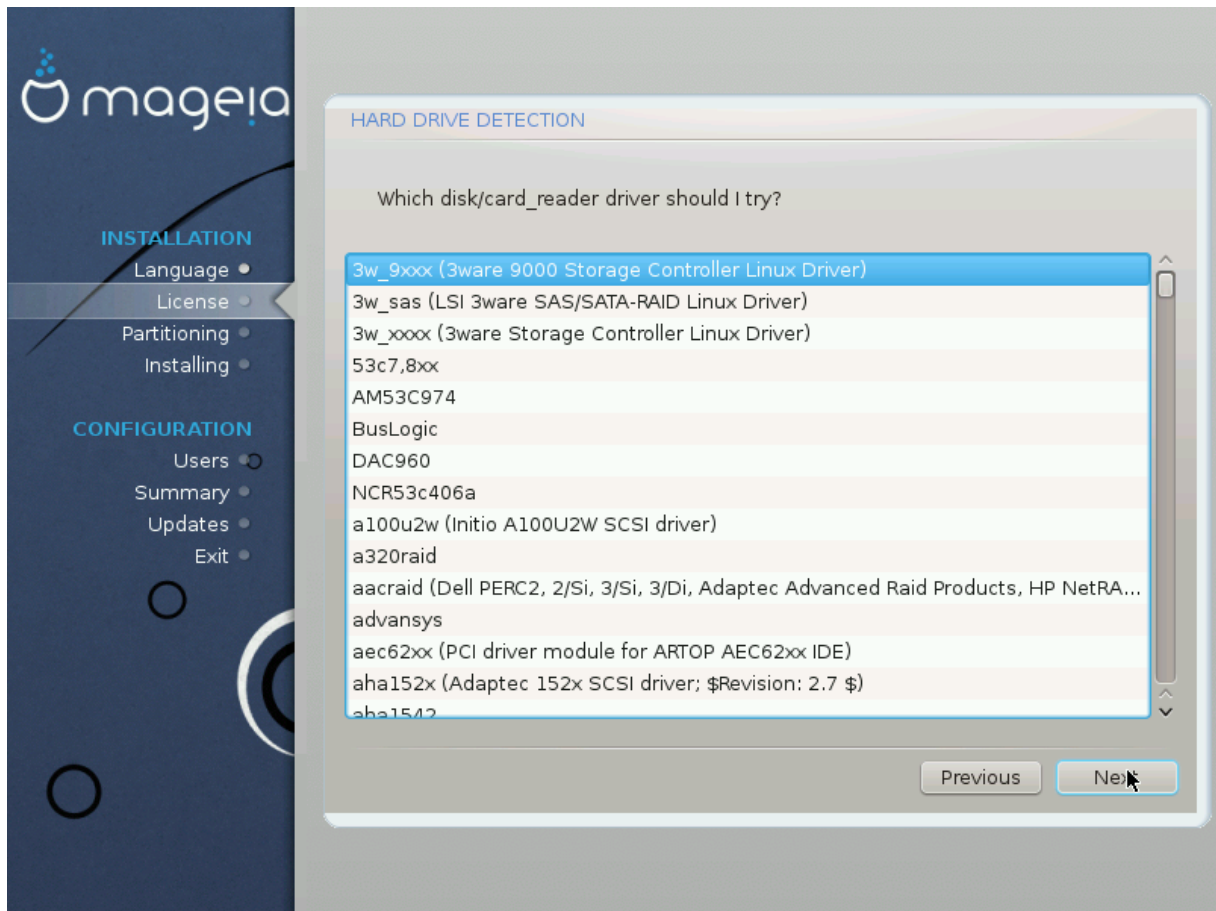 mageia
INSTALLATION
Language
License
Partitioning
Installing
CONFIGURATION
Users
Summary
Updates
Exit
HARD DRIVE DETECTION
Which disk/card_reader driver should I try?
3w_9xxx (3ware 9000 Storage Controller Linux Driver)
3w_sas (LSI 3ware SAS/SATA-RAID Linux Driver)
3w_xxxx (3ware Storage Controller Linux Driver)
53c7,8xx
AM53C974
BusLogic
DAC960
NCR53c406a
a100u2w (Initio A100U2W SCSI driver)
a320raid
aacraid (Dell PERC2, 2/Si, 3/Si, 3/Di, Adaptec Advanced Raid Products, HP NetRA...
advansys
aec62xx (PCI driver module for ARTOP AEC62xx IDE)
aha152x (Adaptec 152x SCSI driver; $Revision: 2.7 $)
aha1542
Previous
Next